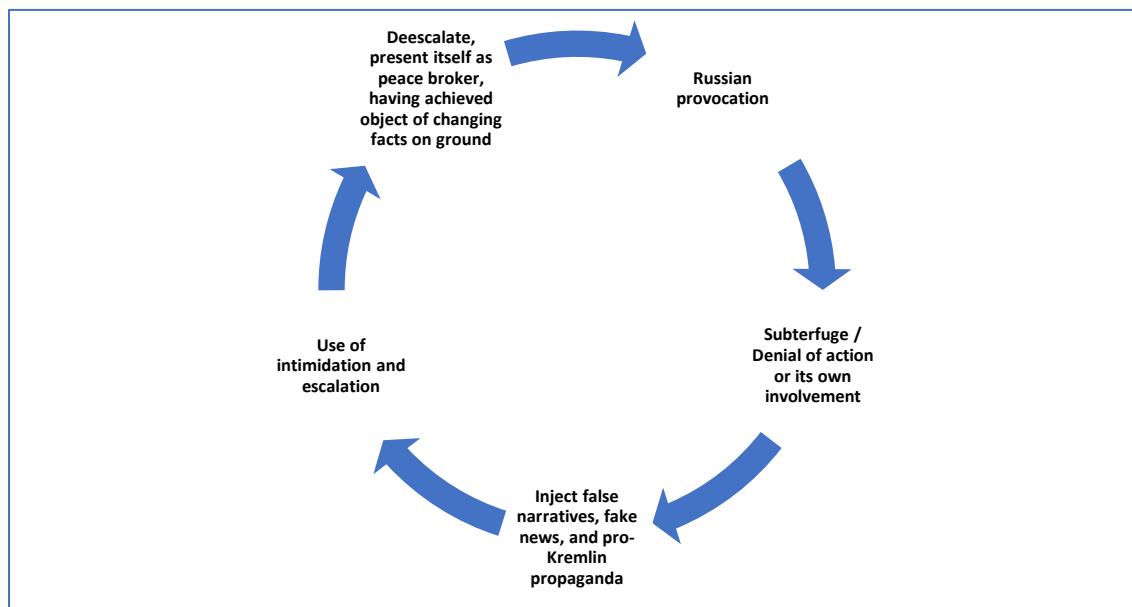 Deescalate,
present itself as
peace broker,
having achieved
object of changing
facts on ground
Russian
provocation
Subterfuge /
Denial of action
or its own
involvement
Inject false
narratives, fake
news, and pro-
Kremlin
propaganda
Use of
intimidation and
escalation